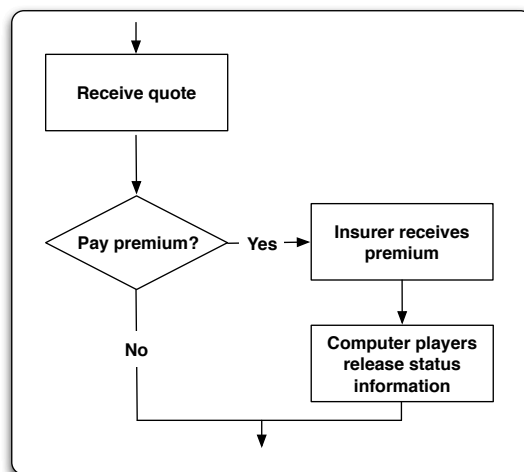 Receive quote
Pay premium?
Yes
Insurer receives
premium
No
Computer players
release status
information